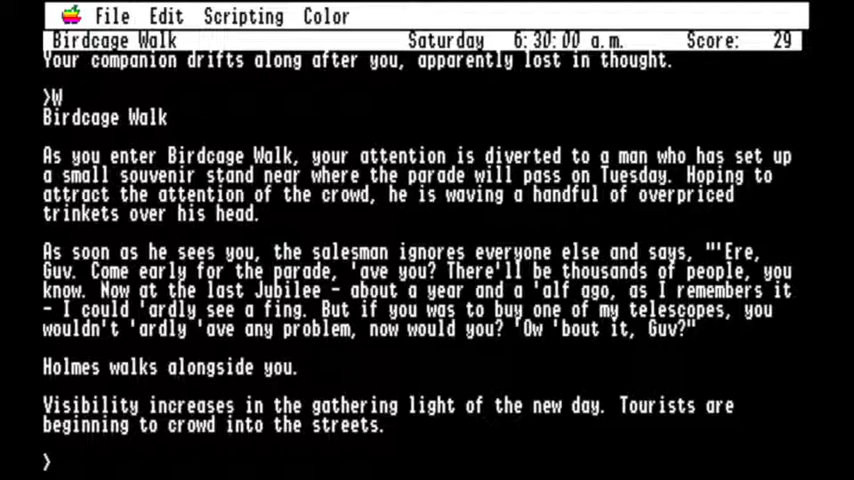 File Edit Scripting Color
Birdcage Walk Saturday 6:30:00 a.m. Score: 29
Your companion drifts along after you, apparently lost in thought.
>W
Birdcage Walk
As you enter Birdcage Walk, your attention is diverted to a man who has set up
a small souvenir stand near where the parade will pass on Tuesday. Hoping to
attract the attention of the crowd, he is waving a handful of overpriced
trinkets over his head.
As soon as he sees you, the salesman ignores everyone else and says, "'Ere,
Guv. Come early for the parade, 'ave you? There'll be thousands of people, you
know. Now at the last Jubilee - about a year and a 'alf ago, as I remembers it
- I could 'ardly see a fing. But if you was to buy one of my telescopes, you
wouldn't 'ardly 'ave any problem, now would you? 'Ow 'bout it, Guv?"
Holmes walks alongside you.
Visibility increases in the gathering light of the new day. Tourists are
beginning to crowd into the streets.
>